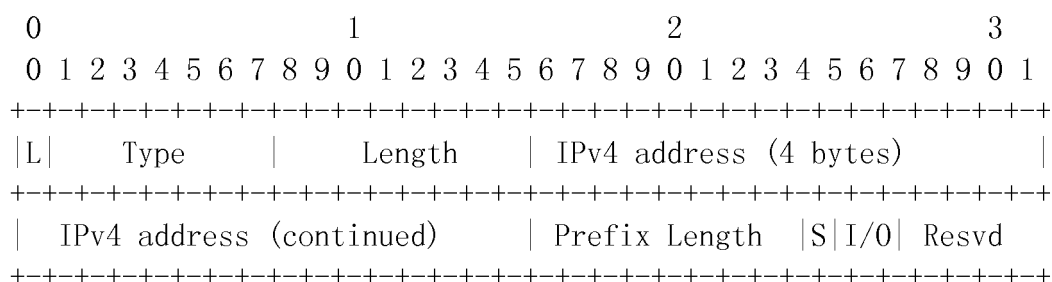 0                   1                   2                   3
0 1 2 3 4 5 6 7 8 9 0 1 2 3 4 5 6 7 8 9 0 1 2 3 4 5 6 7 8 9 0 1
+-+-+-+-+-+-+-+-+-+-+-+-+-+-+-+-+-+-+-+-+-+-+-+-+-+-+-+-+-+-+-+-+
|L|    Type     |     Length    | IPv4 address (4 bytes)        |
+-+-+-+-+-+-+-+-+-+-+-+-+-+-+-+-+-+-+-+-+-+-+-+-+-+-+-+-+-+-+-+-+
|  IPv4 address (continued)     | Prefix Length  |S|I/O| Resvd
+-+-+-+-+-+-+-+-+-+-+-+-+-+-+-+-+-+-+-+-+-+-+-+-+-+-+-+-+-+-+-+-+